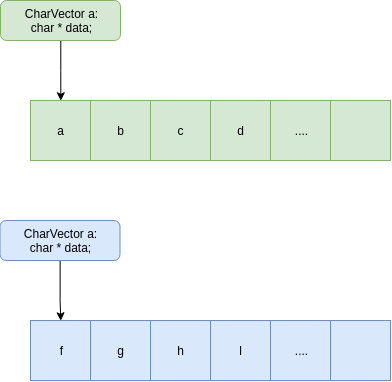 CharVector a:
char * data;
a b c d ....
CharVector a:
char * data;
f g h l ....